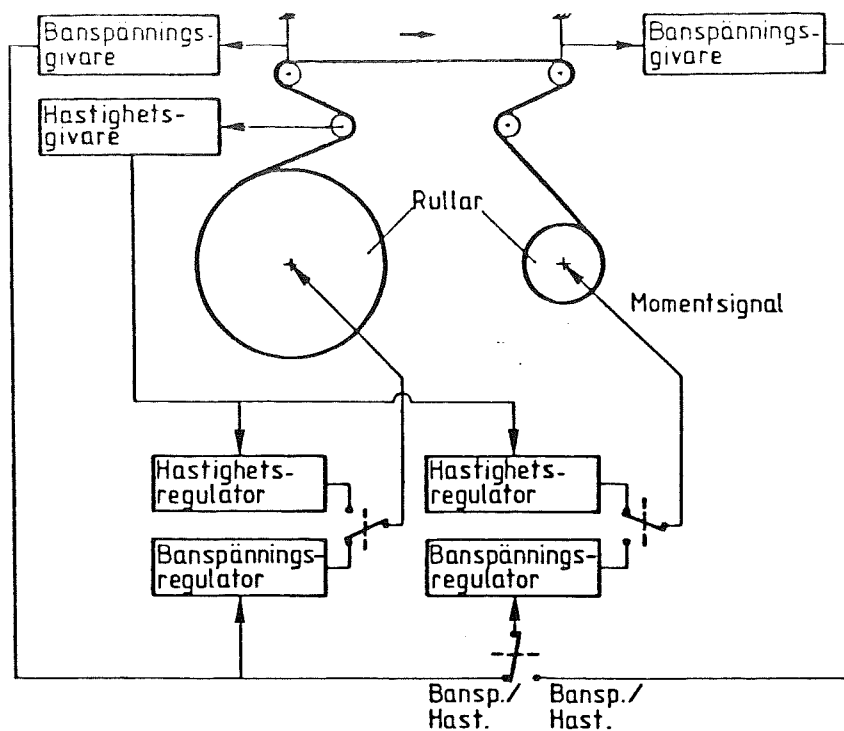 Banspännings-
givare
Banspännings-
givare
Hastighets-
givare
Rullar
Momentsignal
Hastighets-
regulator
Hastighets-
regulator
Banspännings-
regulator
Banspännings-
regulator
Bansp./
Hast.
Bansp./
Hast.